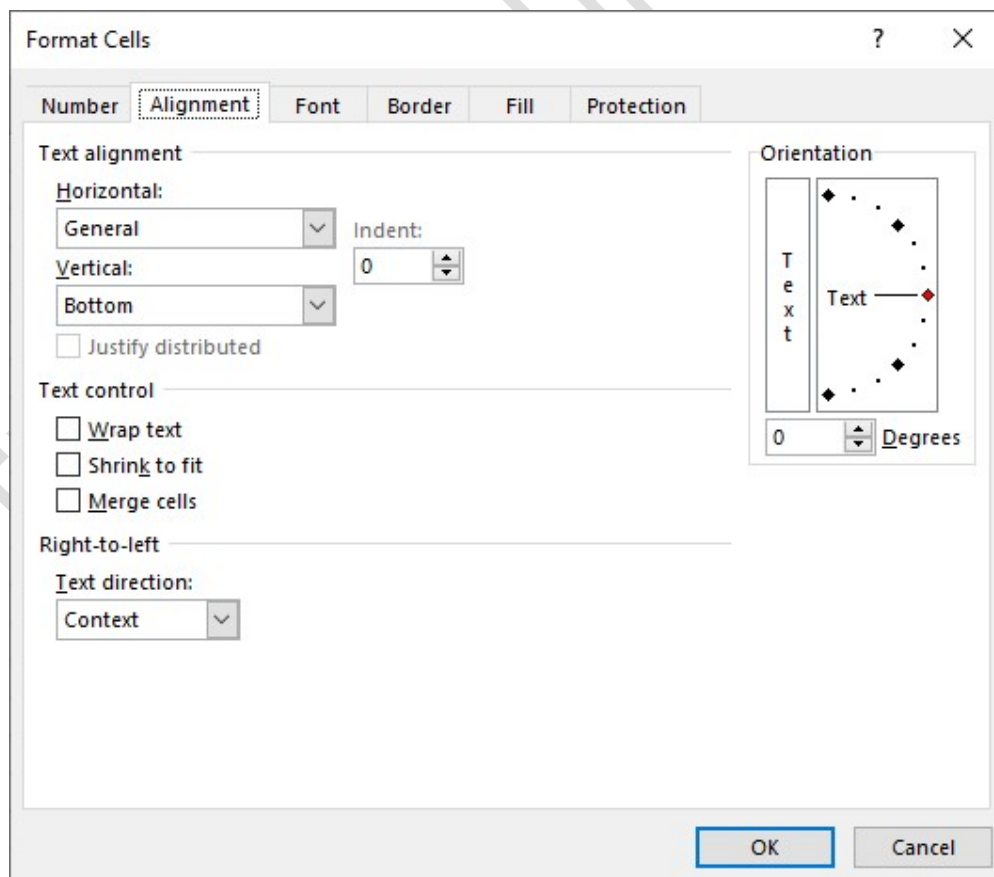 Format Cells
?
Number Alignment Font Border Fill Protection
Text alignment
Horizontal:
General
Indent:
0
Vertical:
Bottom
Justify distributed
Text control
Wrap text
Shrink to fit
Merge cells
Right-to-left
Text direction:
Context
Orientation
Text
Text
0 Degrees
OK Cancel